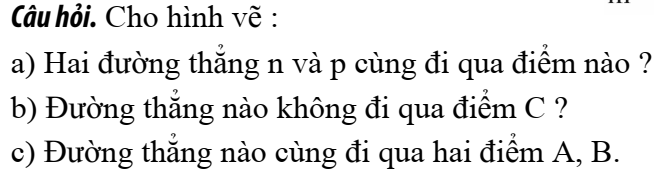 Câu hỏi. Cho hình vẽ :
a) Hai đường thẳng n và p cùng đi qua điểm nào ?
b) Đường thẳng nào không đi qua điểm C ?
c) Đường thẳng nào cùng đi qua hai điểm A, B.